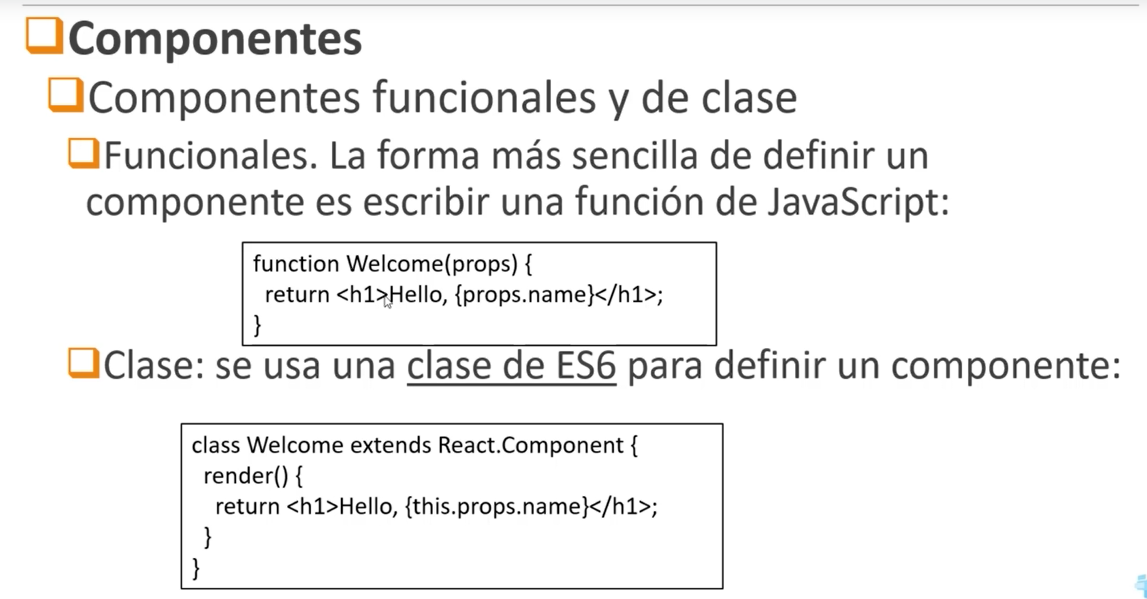 Componentes
Componentes funcionales y de clase
Funcionales. La forma más sencilla de definir un
componente es escribir una función de JavaScript:
function Welcome(props) {
return <h1>Hello, {props.name}</h1>;
}
Clase: se usa una clase de ES6 para definir un componente:
class Welcome extends React.Component {
render() {
return <h1>Hello, {this.props.name}</h1>;
}
}